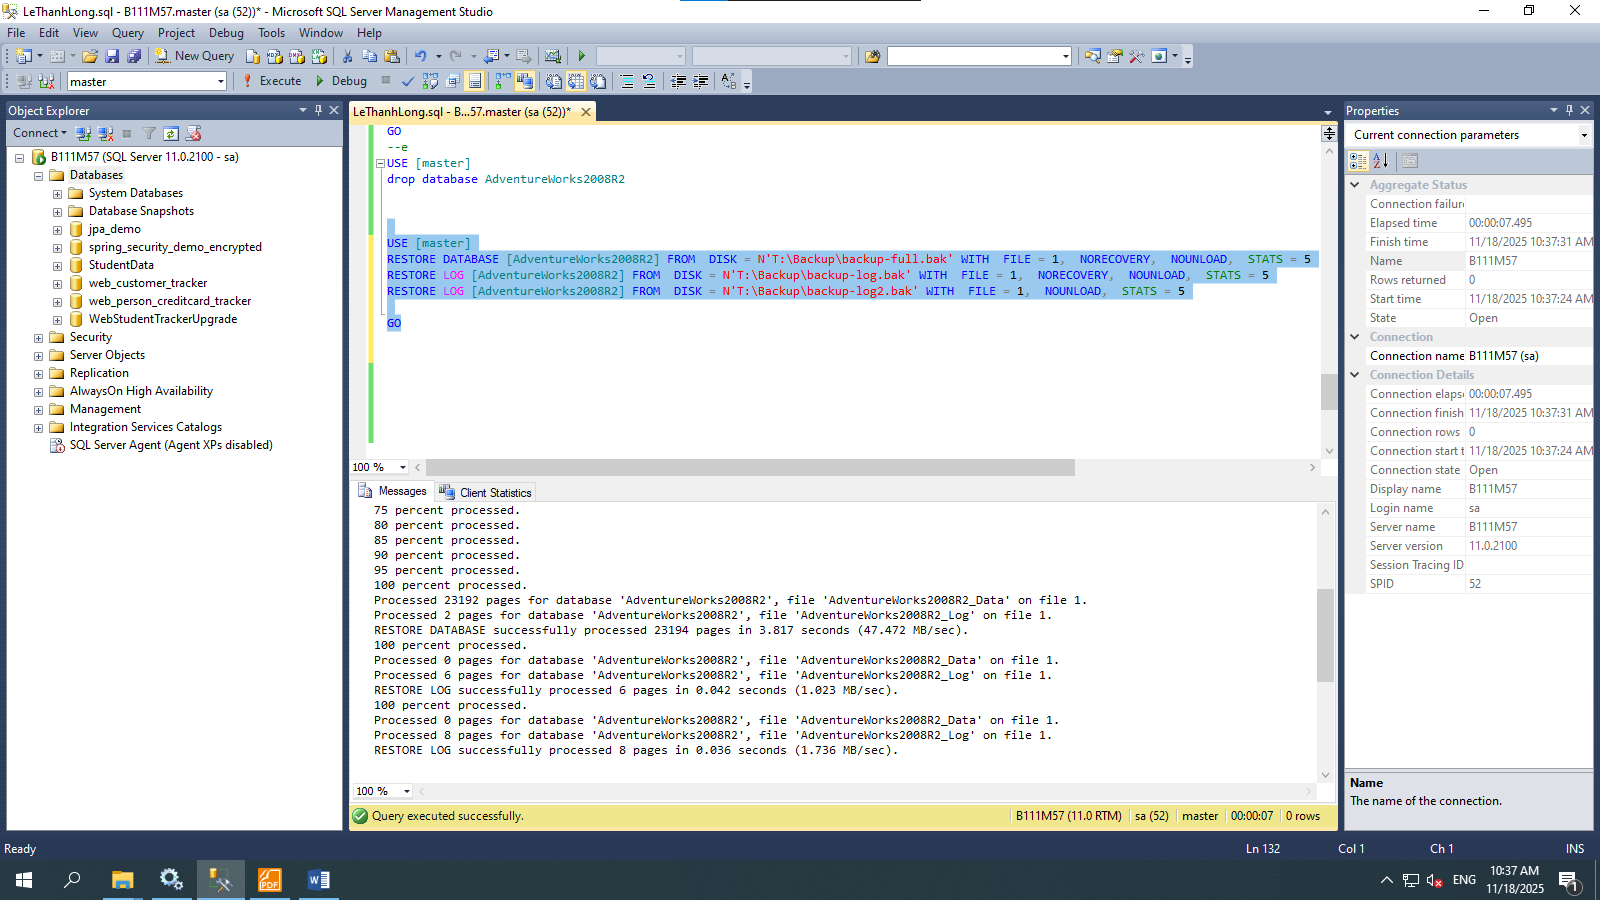 LeThanhLong.sql - B111M57.master (sa (52))* - Microsoft SQL Server Management Studio
File Edit View Query Project Debug Tools Window Help
New Query
master Execute Debug
Object Explorer
Connect
B111M57 (SQL Server 11.0.2100 - sa)
Databases
System Databases
Database Snapshots
jpa_demo
spring_security_demo_encrypted
StudentData
web_customer_tracker
web_person_creditcard_tracker
WebStudentTrackerUpgrade
Security
Server Objects
Replication
AlwaysOn High Availability
Management
Integration Services Catalogs
SQL Server Agent (Agent XPs disabled)
LeThanhLong.sql - B...57.master (sa (52))*
GO
--e
USE [master]
drop database AdventureWorks2008R2
USE [master]
RESTORE DATABASE [AdventureWorks2008R2] FROM  DISK = N'T:\Backup\backup-full.bak' WITH  FILE = 1,  NORECOVERY,  NOUNLOAD,  STATS = 5
RESTORE LOG [AdventureWorks2008R2] FROM  DISK = N'T:\Backup\backup-log.bak' WITH  FILE = 1,  NORECOVERY,  NOUNLOAD,  STATS = 5
RESTORE LOG [AdventureWorks2008R2] FROM  DISK = N'T:\Backup\backup-log2.bak' WITH  FILE = 1,  NOUNLOAD,  STATS = 5
GO
100 %
Messages Client Statistics
75 percent processed.
80 percent processed.
85 percent processed.
90 percent processed.
95 percent processed.
100 percent processed.
Processed 23192 pages for database 'AdventureWorks2008R2', file 'AdventureWorks2008R2_Data' on file 1.
Processed 2 pages for database 'AdventureWorks2008R2', file 'AdventureWorks2008R2_Log' on file 1.
RESTORE DATABASE successfully processed 23194 pages in 3.817 seconds (47.472 MB/sec).
100 percent processed.
Processed 0 pages for database 'AdventureWorks2008R2', file 'AdventureWorks2008R2_Data' on file 1.
Processed 6 pages for database 'AdventureWorks2008R2', file 'AdventureWorks2008R2_Log' on file 1.
RESTORE LOG successfully processed 6 pages in 0.042 seconds (1.023 MB/sec).
100 percent processed.
Processed 0 pages for database 'AdventureWorks2008R2', file 'AdventureWorks2008R2_Data' on file 1.
Processed 8 pages for database 'AdventureWorks2008R2', file 'AdventureWorks2008R2_Log' on file 1.
RESTORE LOG successfully processed 8 pages in 0.036 seconds (1.736 MB/sec).
100 %
Query executed successfully. B111M57 (11.0 RTM) sa (52) master 00:00:07 0 rows
Properties
Current connection parameters
Aggregate Status
Connection failure
Elapsed time 00:00:07.495
Finish time 11/18/2025 10:37:31 AM
Name B111M57
Rows returned 0
Start time 11/18/2025 10:37:24 AM
State Open
Connection
Connection name B111M57 (sa)
Connection Details
Connection elapse 00:00:07.495
Connection finish 11/18/2025 10:37:31 AM
Connection rows 0
Connection start t 11/18/2025 10:37:24 AM
Connection state Open
Display name B111M57
Login name sa
Server name B111M57
Server version 11.0.2100
Session Tracing ID
SPID 52
Name
The name of the connection.
Ready Ln 132 Col 1 Ch 1 INS
PDF
ENG
10:37 AM
11/18/2025
1